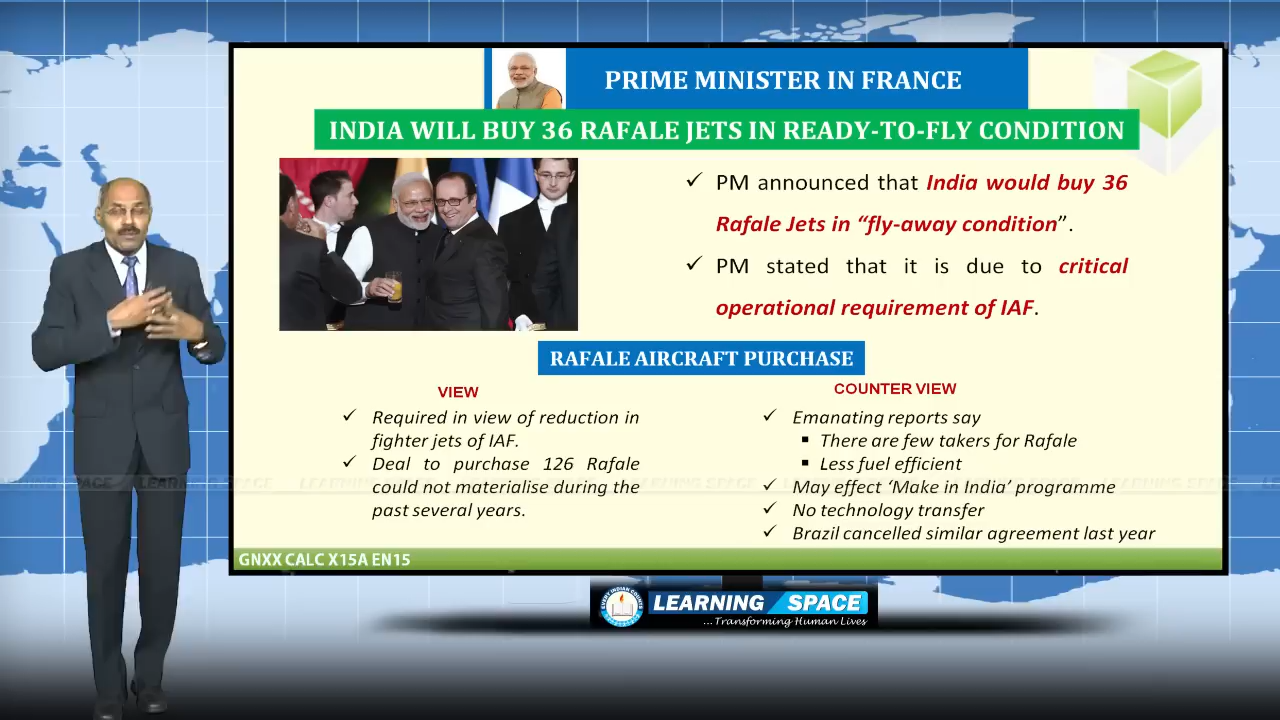 PRIME MINISTER IN FRANCE
INDIA WILL BUY 36 RAFALE JETS IN READY-TO-FLY CONDITION
✓ PM announced that India would buy 36
Rafale Jets in “fly-away condition”.
✓ PM stated that it is due to critical
operational requirement of IAF.
RAFALE AIRCRAFT PURCHASE
VIEW
✓ Required in view of reduction in
fighter jets of IAF.
✓ Deal to purchase 126 Rafale
could not materialise during the
past several years.
COUNTER VIEW
✓ Emanating reports say
▪ There are few takers for Rafale
▪ Less fuel efficient
✓ May effect ‘Make in India’ programme
✓ No technology transfer
✓ Brazil cancelled similar agreement last year
GNXX CALC X15A EN15
LEARNING SPACE
...Transforming Human Lives